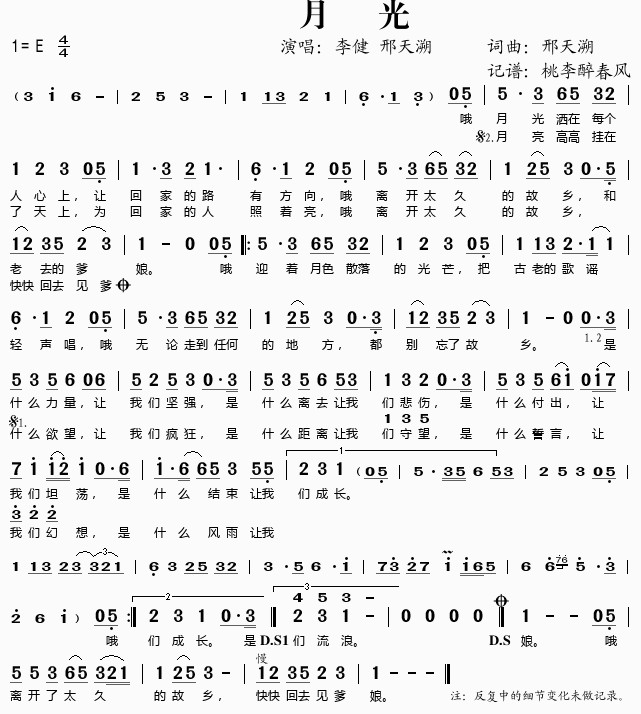 月 光
1= E 4/4 演唱：李健 邢天溯 词曲：邢天溯
记谱：桃李醉春风
( 3 i 6 – | 2 5 3 – | 1 13 2 1 | 6 · 1 3 ) 05 | 5 · 3 65 32 |
哦 月 光 洒在 每个
2.月 亮 高高 挂在
1 2 3 05 | 1 · 3 2 1 · | 6 · 1 2 05 | 5 · 3 65 32 | 1 25 3 0 · 5 |
人 心 上，让 回 家 的 路 有 方 向，哦 离 开 太 久 的 故 乡，和
了 天 上，为 回 家 的 人 照 着 亮，哦 离 开 太 久 的 故 乡，
12 35 2 3 | 1 – 0 05 ‖: 5 · 3 65 32 | 1 2 3 05 | 1 13 2 · 1 1 |
老 去的 爹 娘。 哦 迎 着 月色 散落 的 光 芒，把 古 老的 歌 谣
快快 回去 见 爹
6 · 1 2 05 | 5 · 3 65 32 | 1 25 3 0 · 3 | 12 35 2 3 | 1 – 0 0 · 3 |
轻 声 唱，哦 无 论 走到 任何 的 地 方，都 别 忘了 故 乡。 1.2 是
5 3 5 6 06 | 5 2 5 3 0 · 3 | 5 3 5 6 53 | 1 3 2 0 · 3 | 5 3 5 6i 0i7 |
什 么 力 量，让 我 们 坚 强，是 什 么 离 去 让我 们 悲 伤，是 什 么 付 出，让
1. 1 3 5
什 么 欲 望，让 我 们 疯 狂，是 什 么 距 离 让我 们 守 望，是 什 么 誓 言，让
7 i i2 i 0 · 6 | i · 6 65 3 55 | 1 2 3 1 ( 05 | 5 · 35 6 53 | 2 5 3 05 |
我 们 坦 荡，是 什 么 结 束 让我 们 成 长。
3 2 2
我 们 幻 想，是 什 么 风 雨 让我
1 13 23 321 | 6 3 25 32 | 3 · 5 6 · i | 73 27 i i65 | 6 6 76 5 · 3 |
2 6 i ) 05 :‖ 2 2 3 1 0 · 3 ‖ 3 4 5 3 – 2 3 1 – | 0 0 0 0 ‖ 1 – – 05 |
哦 们 成 长。 是 D.S1 们 流 浪。 D.S 娘。 哦
5 5 3 65 321 | 1 25 3 – | 慢 12 35 23 | 1 – – – ‖
离 开 了 太 久 的 故 乡， 快快 回去 见 爹 娘。 注：反复中的细节变化未做记录。